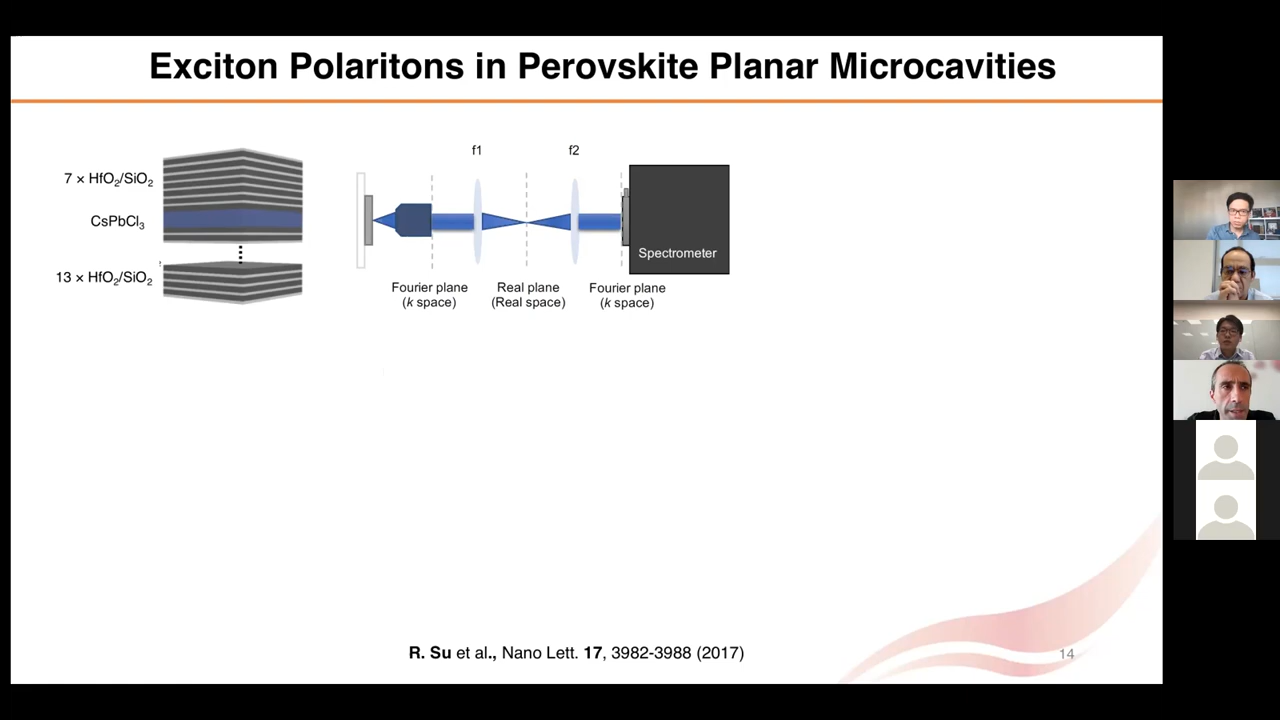 Exciton Polaritons in Perovskite Planar Microcavities
7 × HfO₂/SiO₂
CsPbCl₃
13 × HfO₂/SiO₂
f1
f2
Spectrometer
Fourier plane
(k space)
Real plane
(Real space)
Fourier plane
(k space)
R. Su et al., Nano Lett. 17, 3982-3988 (2017)
14